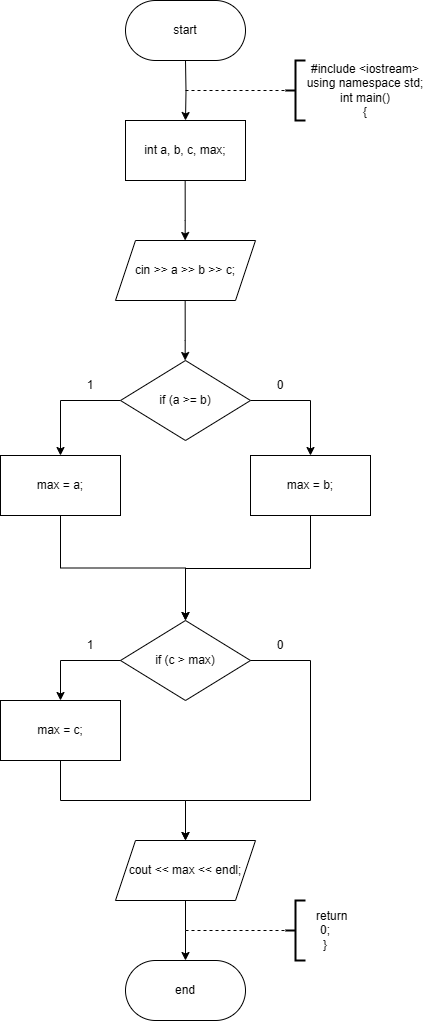 start
#include <iostream>
using namespace std;
int main()
{
int a, b, c, max;
cin >> a >> b >> c;
if (a >= b)
1
0
max = a;
max = b;
if (c > max)
1
0
max = c;
cout << max << endl;
return
0;
}
end